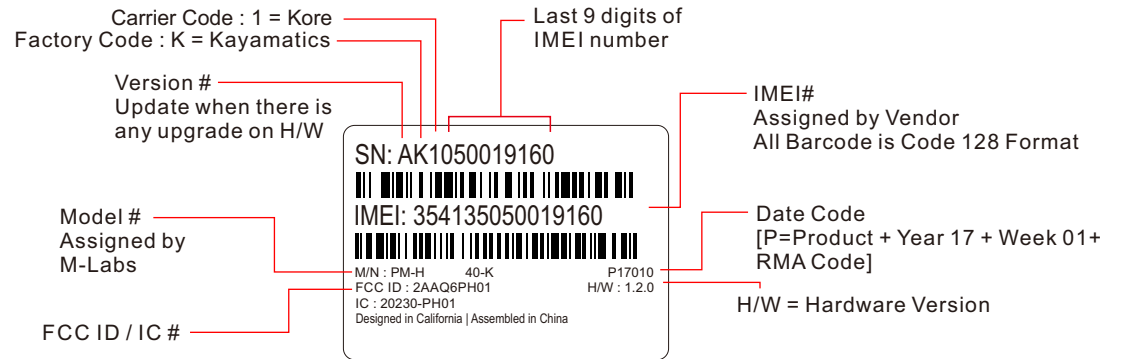 Carrier Code : 1 = Kore
Factory Code : K = Kayamatics
Last 9 digits of
IMEI number
Version #
Update when there is
any upgrade on H/W
IMEI#
Assigned by Vendor
All Barcode is Code 128 Format
SN: AK1050019160
IMEI: 354135050019160
Model #
Assigned by
M-Labs
Date Code
[P=Product + Year 17 + Week 01+
RMA Code]
M/N : PM-H 40-K P17010
FCC ID : 2AAQ6PH01 H/W : 1.2.0
IC : 20230-PH01
Designed in California | Assembled in China
H/W = Hardware Version
FCC ID / IC #